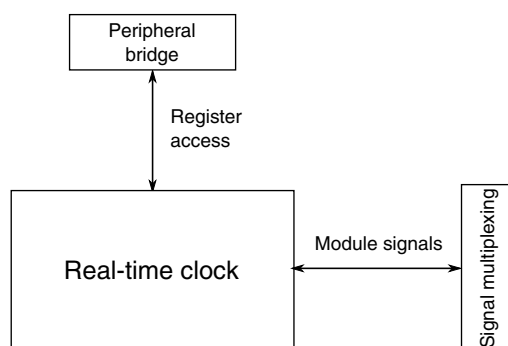 Peripheral
bridge
Register
access
Real-time clock
Module signals
Signal multiplexing